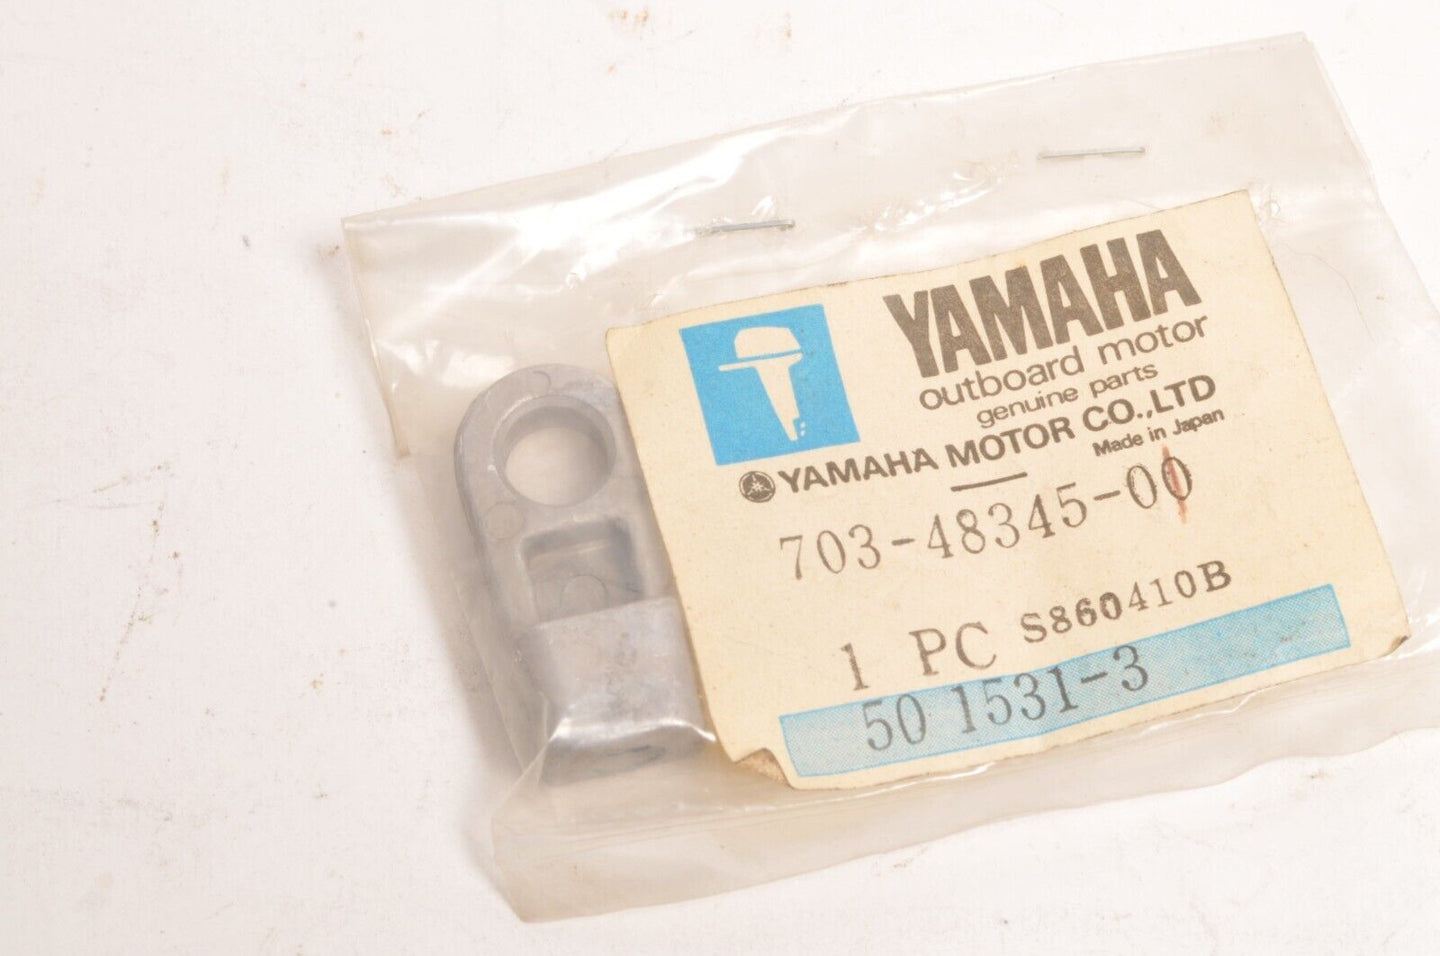 YAMAHA
outboard motor
genuine parts
YAMAHA MOTOR CO.,LTD
Made in Japan
703-48345-00
1 PC S860410B
50 1531-3